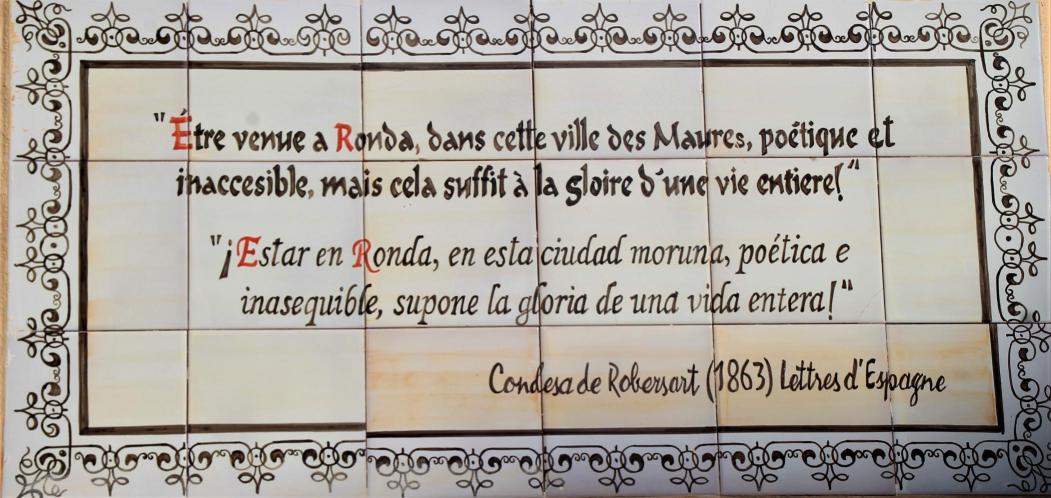 "Étre venue a Ronda, dans cette ville des Maures, poétique et
inaccesible, mais cela suffit à la gloire d´une vie entiere!"
"¡Estar en Ronda, en esta ciudad moruna, poética e
inasequible, supone la gloria de una vida entera!"
Condesa de Robersart (1863) Lettres d'Espagne